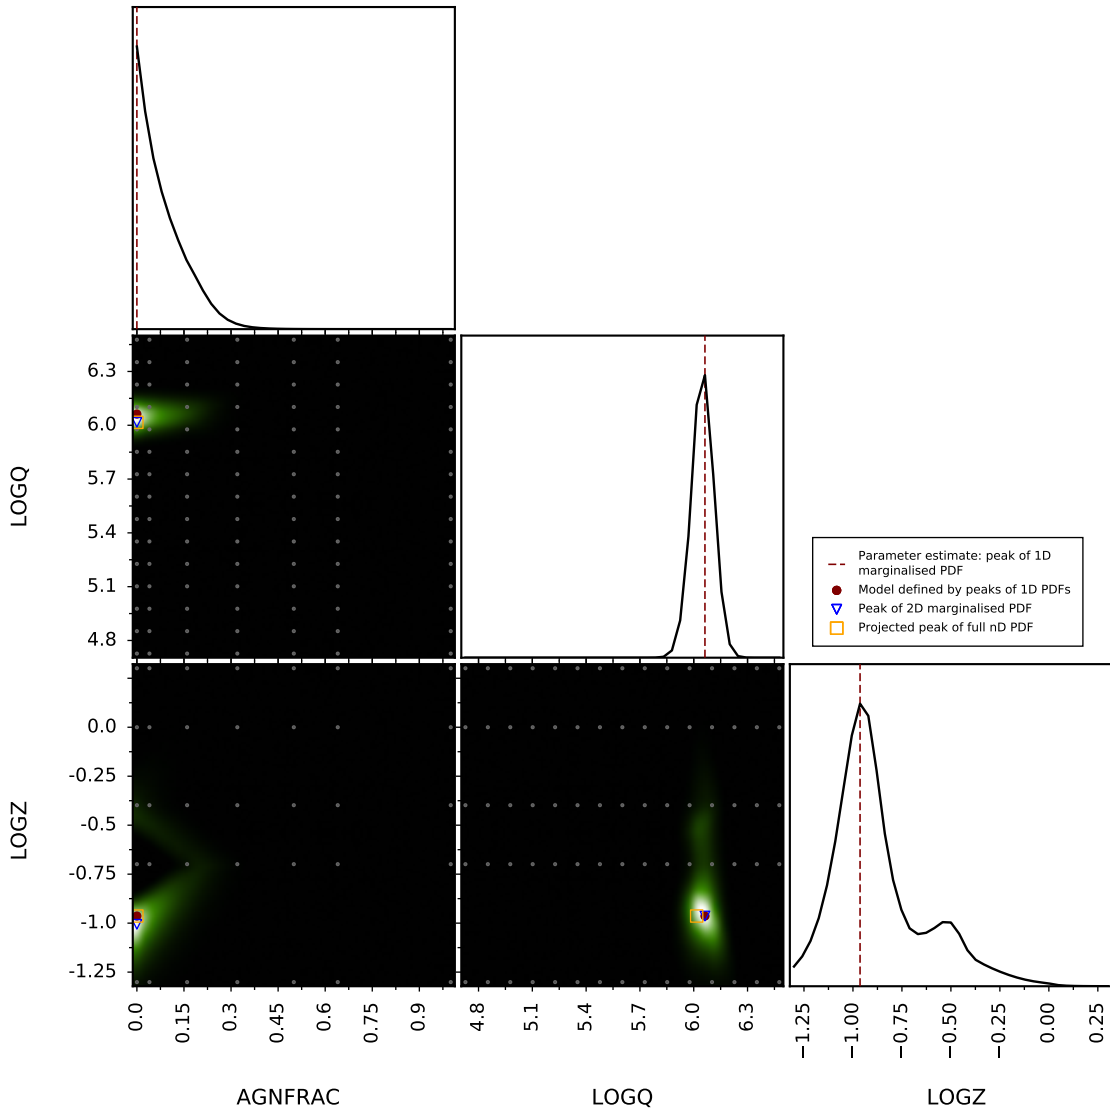 6.3
6.0
5.7
5.4
5.1
4.8
LOGQ
Parameter estimate: peak of 1D
marginalised PDF
Model defined by peaks of 1D PDFs
Peak of 2D marginalised PDF
Projected peak of full nD PDF
0.0
-0.25
-0.5
-0.75
-1.0
-1.25
LOGZ
0.0 0.15 0.3 0.45 0.6 0.75 0.9
4.8 5.1 5.4 5.7 6.0 6.3
−1.25 −1.00 −0.75 −0.50 −0.25 0.00 0.25
AGNFRAC LOGQ LOGZ